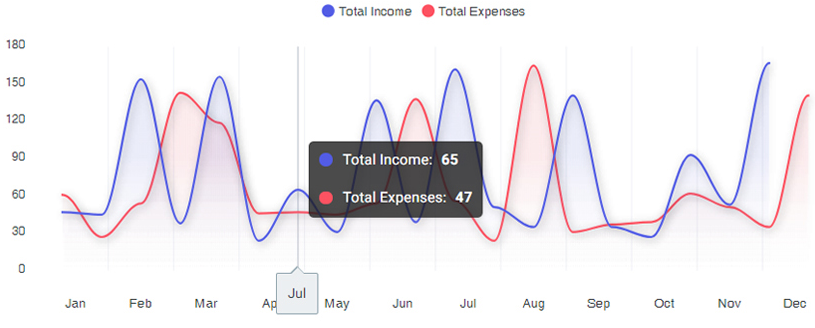 Total Income Total Expenses
180
150
120
90
60
30
0
Total Income: 65
Total Expenses: 47
Jul
Jan Feb Mar Ap May Jun Jul Aug Sep Oct Nov Dec